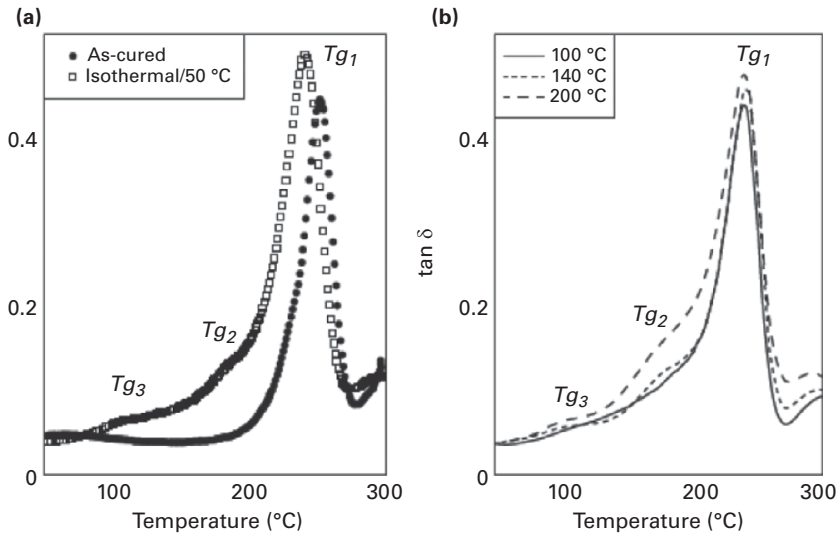 (a)
As-cured
Isothermal/50 °C
Tg1
Tg2
Tg3
0.4
0.2
0
100
200
300
Temperature (°C)
(b)
100 °C
140 °C
200 °C
Tg1
Tg2
Tg3
tan δ
0.4
0.2
0
100
200
300
Temperature (°C)